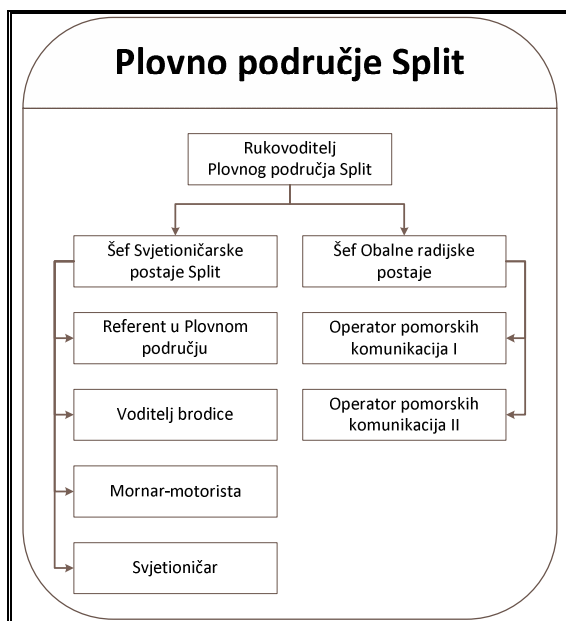 Plovno područje Split
Rukovoditelj
Plovnog područja Split
Šef Svjetioničarske
postaje Split
Šef Obalne radijske
postaje
Referent u Plovnom
području
Operator pomorskih
komunikacija I
Voditelj brodice
Operator pomorskih
komunikacija II
Mornar-motorista
Svjetioničar